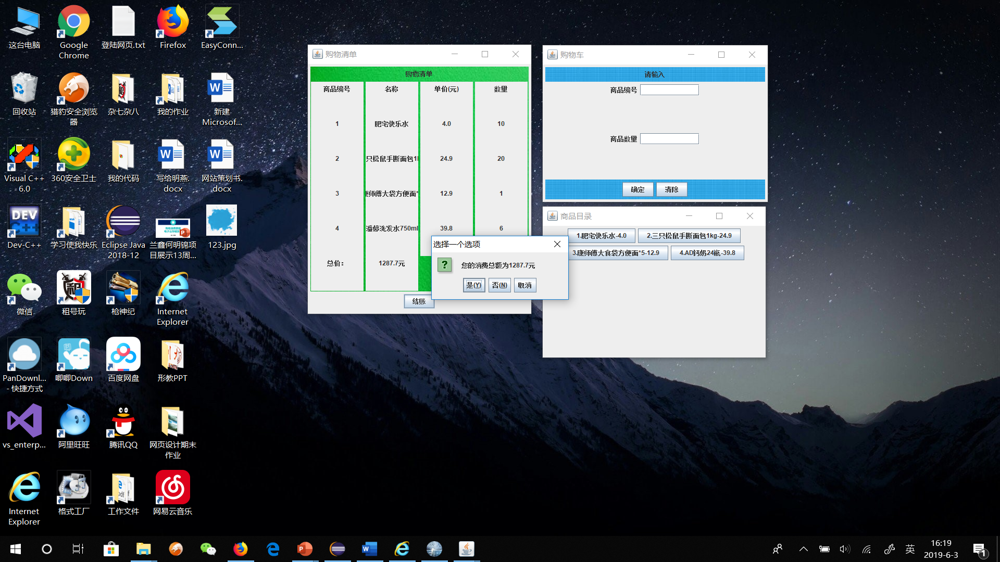 这台电脑
Google Chrome
登陆网页.txt
Firefox
EasyConn...
回收站
猎豹安全浏览器
杂七杂八
我的作业
新建 Microsof...
Visual C++ 6.0
360安全卫士
我的代码
写给明燕.docx
网站策划书.docx
Dev-C++
学习使我快乐
Eclipse Java 2018-12
兰鑫何明锦项目展示13周...
123.jpg
微信
租号玩
枪神纪
Internet Explorer
PanDownl... - 快捷方式
唧唧Down
百度网盘
形教PPT
vs_enterp...
阿里旺旺
腾讯QQ
网页设计期末作业
Internet Explorer
格式工厂
工作文件
网易云音乐
购物清单
购物清单
商品编号 名称 单价(元) 数量
1 肥宅快乐水 4.0 10
2 只松鼠手撕面包1 24.9 20
3 康师傅大袋方便面* 12.9 1
4 潘婷洗发水750ml 39.8 6
总价: 1287.7元
结账
选择一个选项
您的消费总额为1287.7元
是(Y) 否(N) 取消
购物车
请输入
商品编号
商品数量
确定 清除
商品目录
1.肥宅快乐水-4.0 2.三只松鼠手撕面包1kg-24.9
3.康师傅大食袋方便面*5-12.9 4.AD钙奶24瓶-39.8
英
16:19
2019-6-3
1